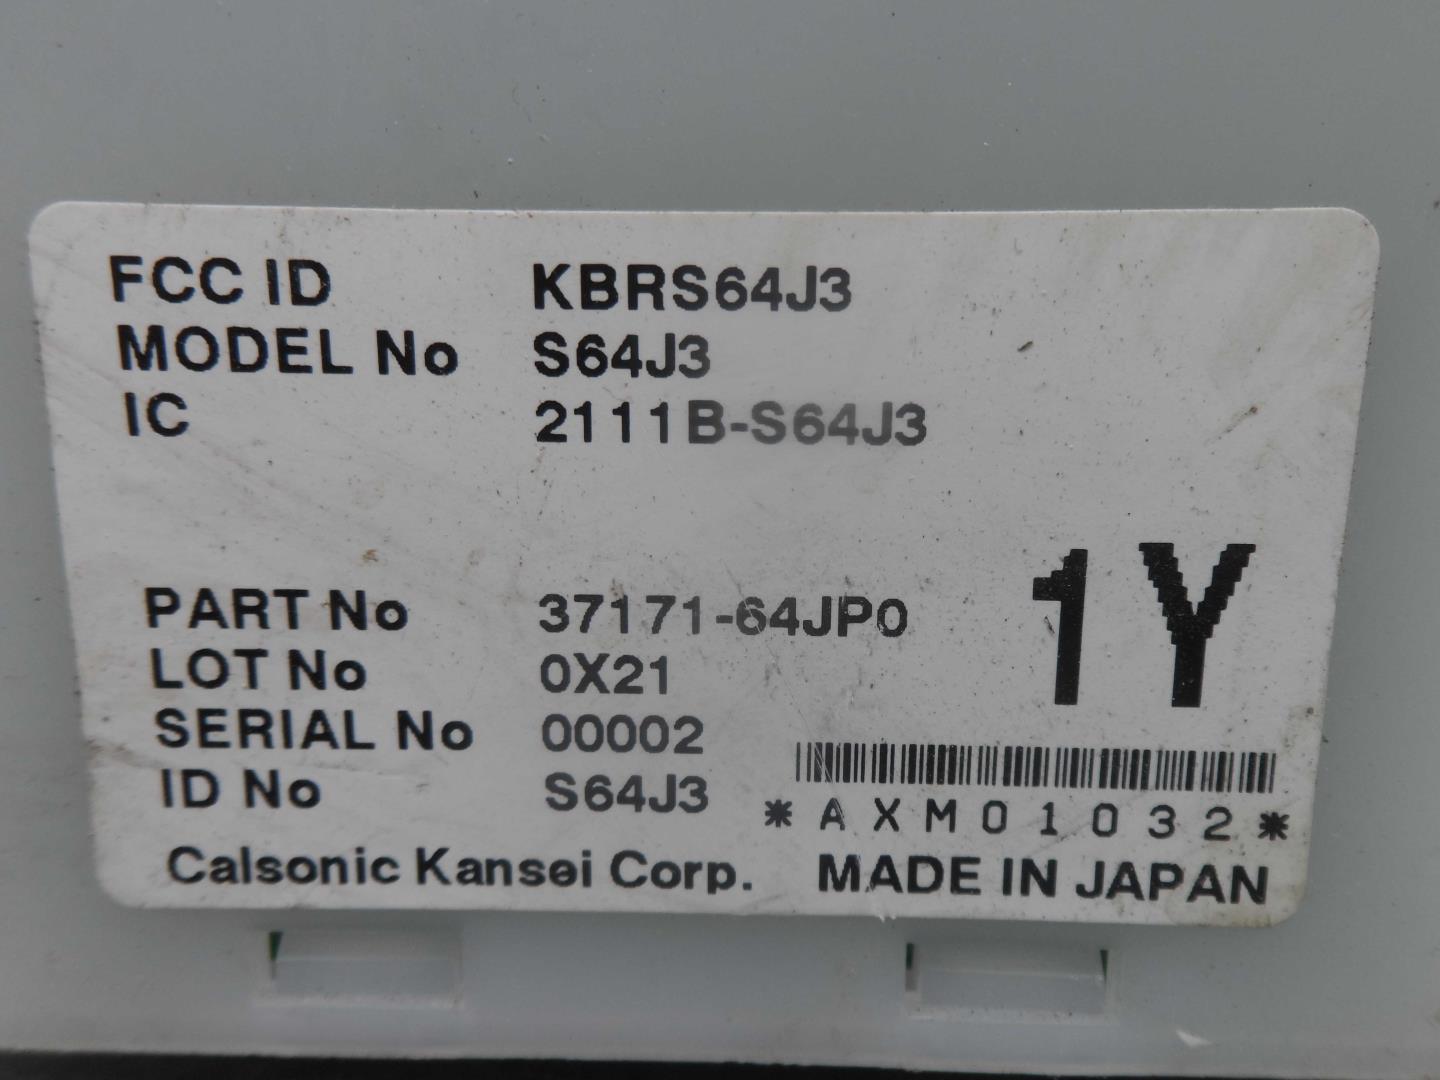 FCC ID KBRS64J3
MODEL No S64J3
IC 2111B-S64J3
PART No 37171-64JP0
1Y
LOT No 0X21
SERIAL No 00002
ID No S64J3
*AXM01032*
Calsonic Kansei Corp. MADE IN JAPAN